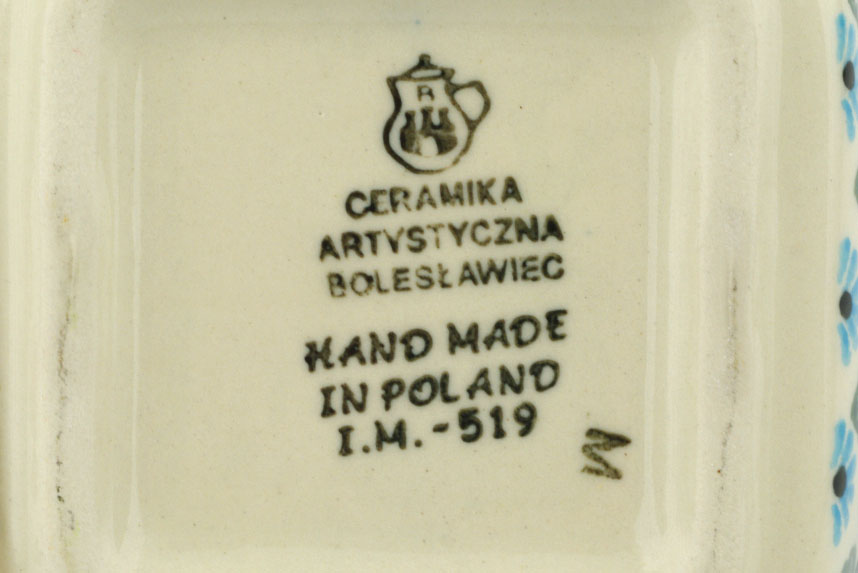 R
CERAMIKA
ARTYSTYCZNA
BOLESŁAWIEC
HAND MADE
IN POLAND
I.M.-519
M